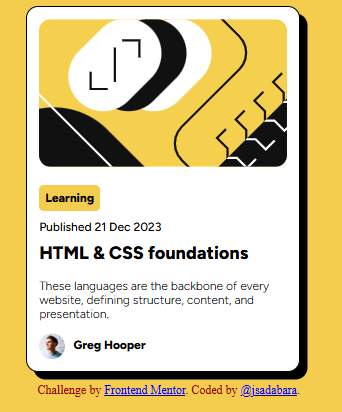 Learning
Published 21 Dec 2023
HTML & CSS foundations
These languages are the backbone of every
website, defining structure, content, and
presentation.
Greg Hooper
Challenge by Frontend Mentor. Coded by @jsadabara.